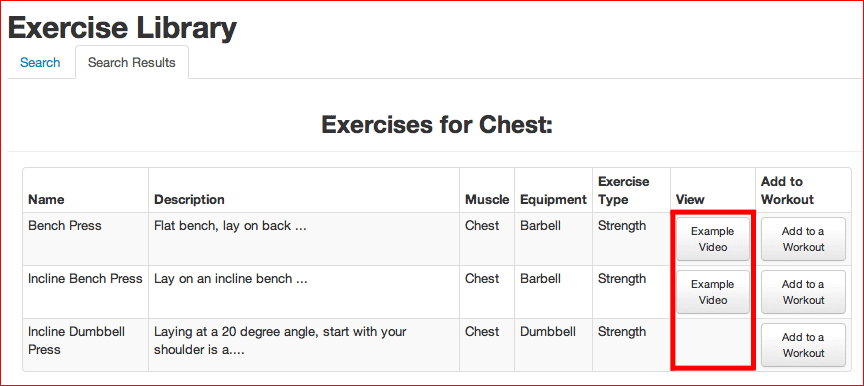 Exercise Library
Search Search Results
Exercises for Chest:
Name Description Muscle Equipment Exercise Type View Add to Workout
Bench Press Flat bench, lay on back ... Chest Barbell Strength Example Video Add to a Workout
Incline Bench Press Lay on an incline bench ... Chest Barbell Strength Example Video Add to a Workout
Incline Dumbbell Press Laying at a 20 degree angle, start with your shoulder is a.... Chest Dumbbell Strength Add to a Workout